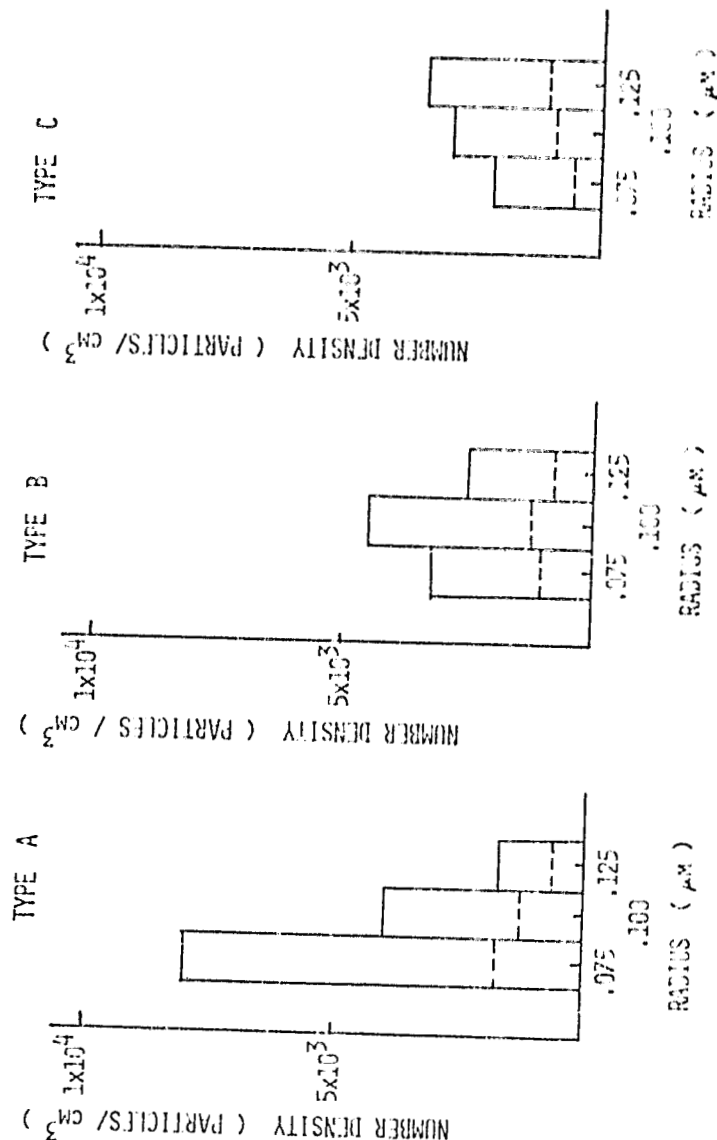 TYPE A
NUMBER DENSITY ( PARTICLES/ CM³ )
1x10⁴
5x10³
.075
.100
.125
RADIUS ( µM )
TYPE B
NUMBER DENSITY ( PARTICLES / CM³ )
1x10⁴
5x10³
.075
.100
.125
RADIUS ( µM )
TYPE C
NUMBER DENSITY ( PARTICLES/ CM³ )
1x10⁴
5x10³
.075
.100
.125
RADIUS ( µM )